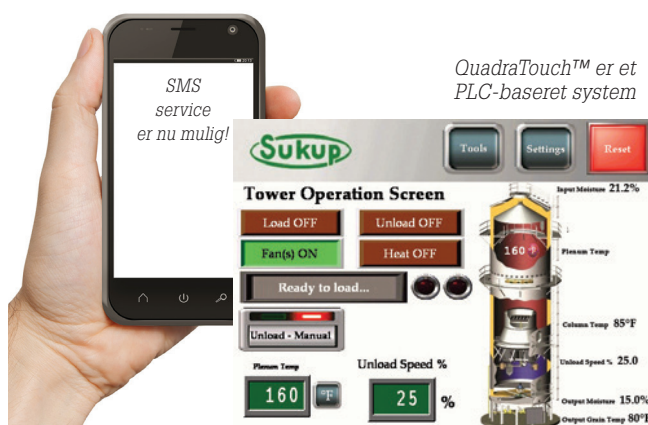 SMS
service
er nu mulig!
QuadraTouch™ er et
PLC-baseret system
Sukup
Tools
Settings
Reset
Tower Operation Screen
Input Moisture 21.2%
Load OFF
Unload OFF
Fan(s) ON
Heat OFF
160 °F
Plenum Temp
Ready to load...
Column Temp 85°F
Unload - Manual
Unload Speed % 25.0
Plenum Temp
Unload Speed %
160 °F
25 %
Output Moisture 15.0%
Output Grain Temp 80°F